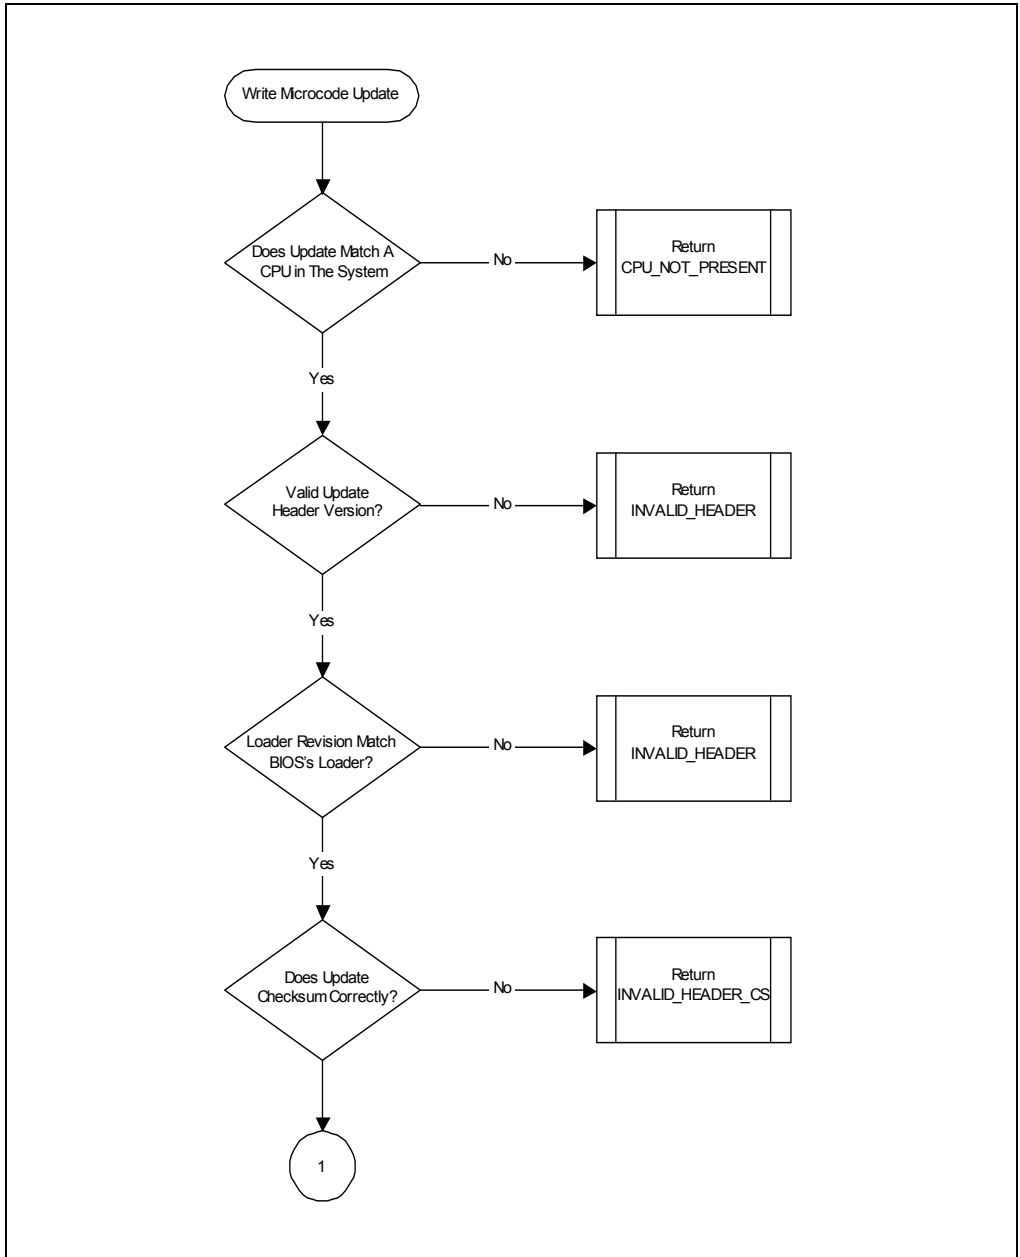 Write Microcode Update
Does Update Match A
CPU in The System
No
Return
CPU_NOT_PRESENT
Yes
Valid Update
Header Version?
No
Return
INVALID_HEADER
Yes
Loader Revision Match
BIOS's Loader?
No
Return
INVALID_HEADER
Yes
Does Update
Checksum Correctly?
No
Return
INVALID_HEADER_CS
1